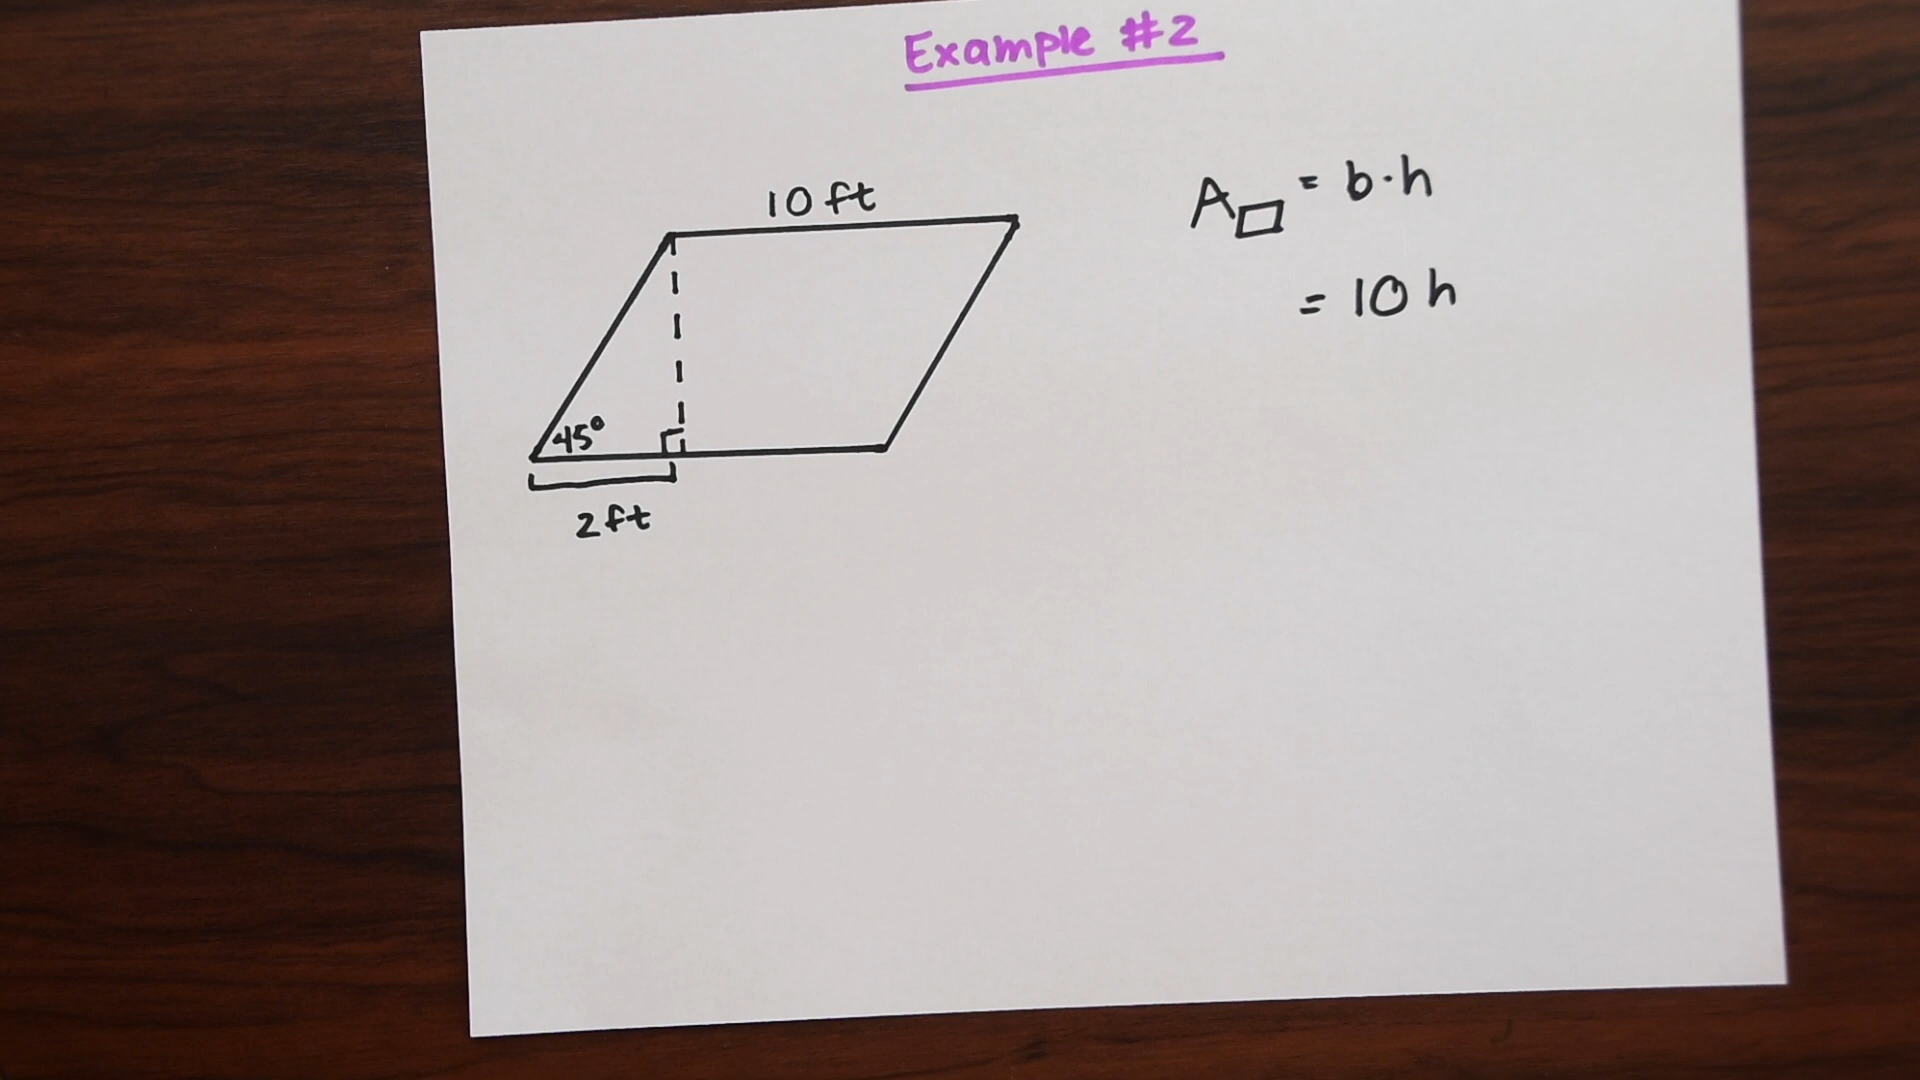 Example #2
10 ft
A▱ = b·h
= 10 h
45°
2 ft